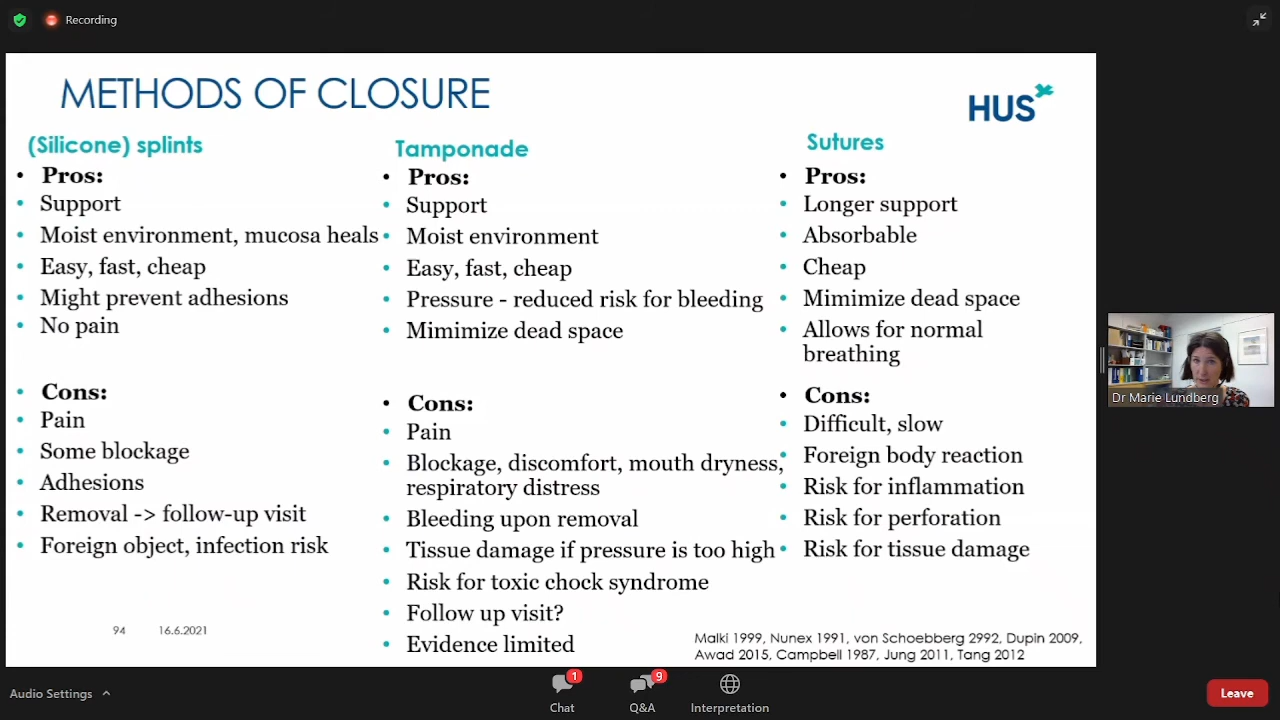 Recording
METHODS OF CLOSURE
HUS
(Silicone) splints
• Pros:
• Support
• Moist environment, mucosa heals
• Easy, fast, cheap
• Might prevent adhesions
• No pain
• Cons:
• Pain
• Some blockage
• Adhesions
• Removal -> follow-up visit
• Foreign object, infection risk
Tamponade
• Pros:
• Support
• Moist environment
• Easy, fast, cheap
• Pressure - reduced risk for bleeding
• Mimimize dead space
• Cons:
• Pain
• Blockage, discomfort, mouth dryness,
respiratory distress
• Bleeding upon removal
• Tissue damage if pressure is too high
• Risk for toxic chock syndrome
• Follow up visit?
• Evidence limited
Sutures
• Pros:
• Longer support
• Absorbable
• Cheap
• Mimimize dead space
• Allows for normal
breathing
• Cons:
• Difficult, slow
• Foreign body reaction
• Risk for inflammation
• Risk for perforation
• Risk for tissue damage
94 16.6.2021
Malki 1999, Nunex 1991, von Schoebberg 2992, Dupin 2009,
Awad 2015, Campbell 1987, Jung 2011, Tang 2012
Dr Marie Lundberg
Audio Settings
1
Chat
9
Q&A
Interpretation
Leave